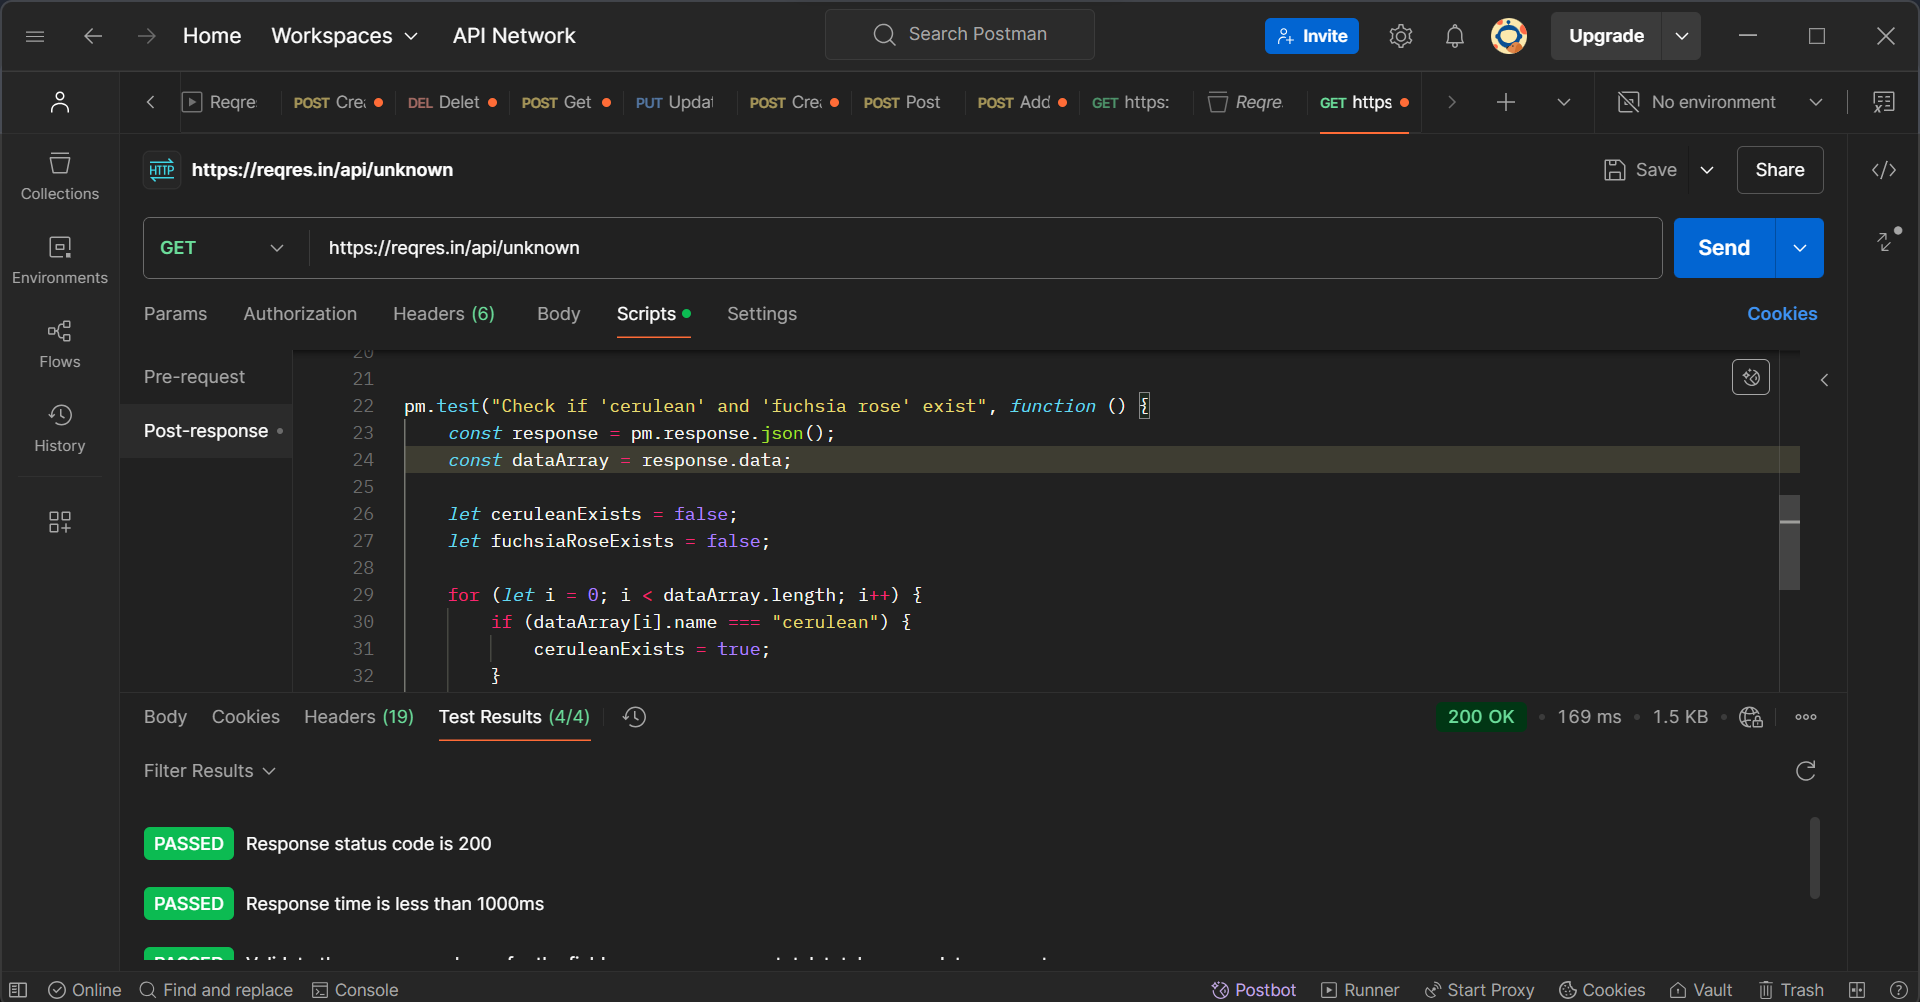 Home Workspaces API Network Search Postman Invite Upgrade
Reqre POST Cre DEL Delet POST Get PUT Updat POST Cre POST Post POST Add GET https: Reqre GET https No environment
HTTP https://reqres.in/api/unknown Save Share
GET https://reqres.in/api/unknown Send
Params Authorization Headers (6) Body Scripts Settings Cookies
Collections
Environments
Flows
History
Pre-request
Post-response
20
21
22 pm.test("Check if 'cerulean' and 'fuchsia rose' exist", function () {
23 const response = pm.response.json();
24 const dataArray = response.data;
25
26 let ceruleanExists = false;
27 let fuchsiaRoseExists = false;
28
29 for (let i = 0; i < dataArray.length; i++) {
30 if (dataArray[i].name === "cerulean") {
31 ceruleanExists = true;
32 }
Body Cookies Headers (19) Test Results (4/4) 200 OK • 169 ms • 1.5 KB
Filter Results
PASSED Response status code is 200
PASSED Response time is less than 1000ms
PASSED
Online Find and replace Console Postbot Runner Start Proxy Cookies Vault Trash